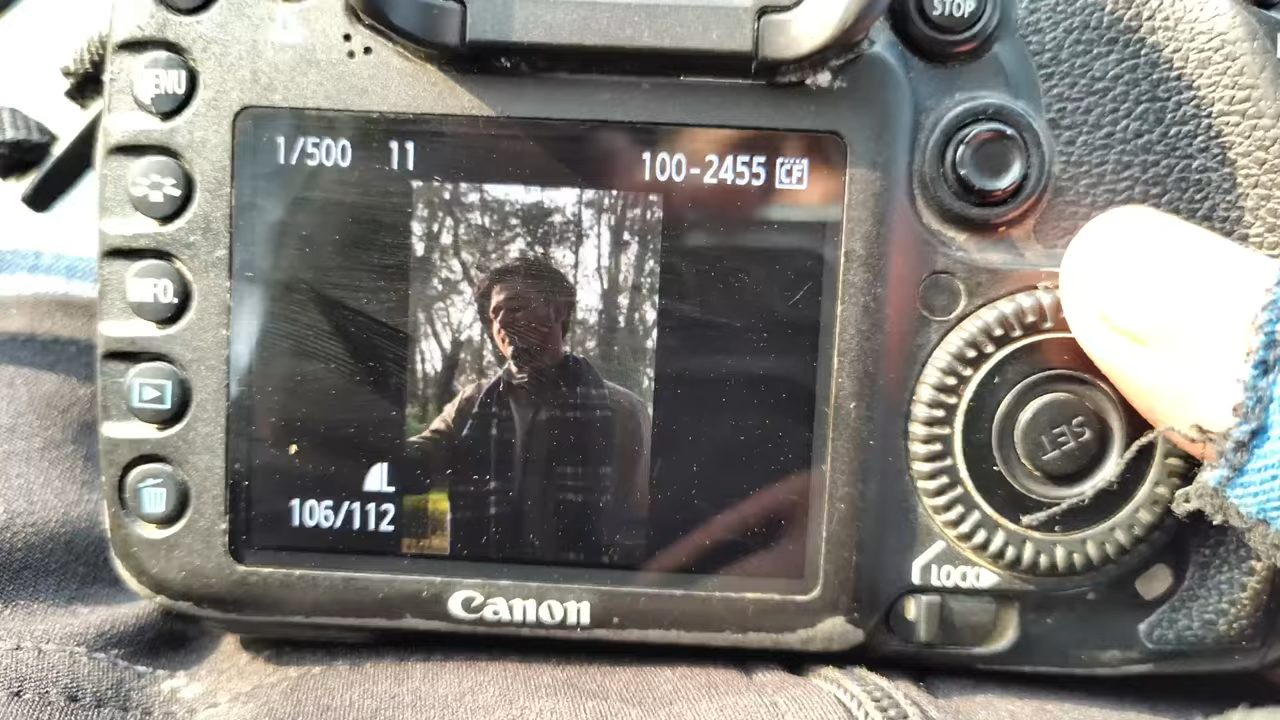 STOP
MENU
1/500 11
100-2455 CF
INFO.
SET
L
106/112
LOCK
Canon